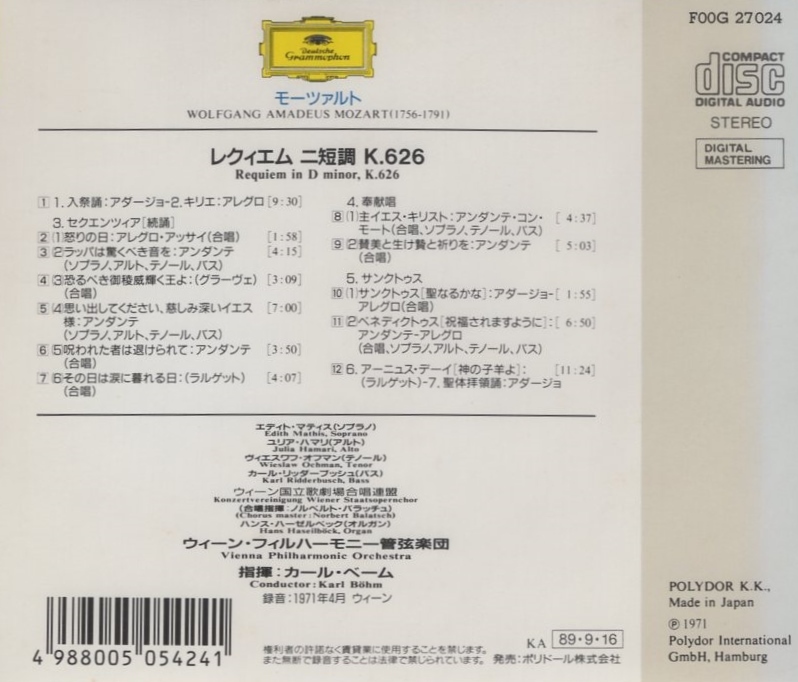 Deutsche
Grammophon
モーツァルト
WOLFGANG AMADEUS MOZART(1756-1791)
F00G 27024
COMPACT
disc
DIGITAL AUDIO
STEREO
DIGITAL
MASTERING
レクィエム ニ短調 K.626
Requiem in D minor, K.626
1 1. 入祭誦:アダージョ-2. キリエ:アレグロ [9:30]
3. セクエンツィア[続誦]
2 (1)怒りの日:アレグロ・アッサイ(合唱) [1:58]
3 (2)ラッパは驚くべき音を:アンダンテ [4:15]
(ソプラノ、アルト、テノール、バス)
4 (3)恐るべき御稜威輝く王よ:(グラーヴェ) [3:09]
(合唱)
5 (4)思い出してください、慈しみ深いイエス [7:00]
様:アンダンテ
(ソプラノ、アルト、テノール、バス)
6 (5)呪われた者は退けられて:アンダンテ [3:50]
(合唱)
7 (6)その日は涙に暮れる日:(ラルゲット) [4:07]
(合唱)
4. 奉献唱
8 (1)主イエス・キリスト:アンダンテ・コン・ [4:37]
モート(合唱、ソプラノ、アルト、テノール、バス)
9 (2)賛美と生け贄と祈りを:アンダンテ [5:03]
(合唱)
5. サンクトゥス
10 (1)サンクトゥス[聖なるかな]:アダージョ- [1:55]
アレグロ(合唱)
11 (2)ベネディクトゥス[祝福されますように]: [6:50]
アンダンテ-アレグロ
(合唱、ソプラノ、アルト、テノール、バス)
12 6. アーニュス・デーイ[神の子羊よ]: [11:24]
(ラルゲット)-7. 聖体拝領誦:アダージョ
エディト・マティス(ソプラノ)
Edith Mathis, Soprano
ユリア・ハマリ(アルト)
Julia Hamari, Alto
ヴィエスワフ・オフマン(テノール)
Wieslaw Ochman, Tenor
カール・リッダーブッシュ(バス)
Karl Ridderbusch, Bass
ウィーン国立歌劇場合唱連盟
Konzertvereinigung Wiener Staatsopernchor
(合唱指揮:ノルベルト・バラッチュ)
(Chorus master:Norbert Balatsch)
ハンス・ハーゼルベック(オルガン)
Hans Haselböck, Organ
ウィーン・フィルハーモニー管弦楽団
Vienna Philharmonic Orchestra
指揮:カール・ベーム
Conductor:Karl Böhm
録音:1971年4月 ウィーン
4 988005 054241
権利者の許諾なく賃貸業に使用することを禁じます。
また無断で録音することは法律で禁じられています。
KA 89・9・16
発売:ポリドール株式会社
POLYDOR K.K.,
Made in Japan
℗ 1971
Polydor International
GmbH, Hamburg